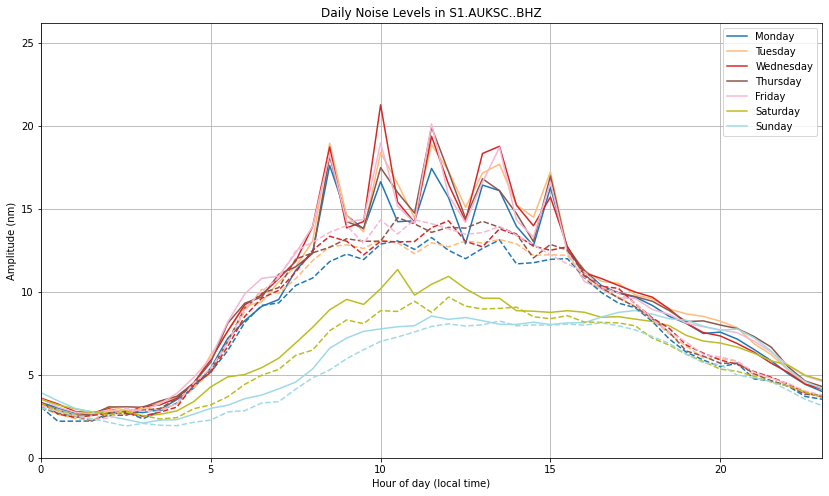 Daily Noise Levels in S1.AUKSC..BHZ
Monday
Tuesday
Wednesday
Thursday
Friday
Saturday
Sunday
25
20
15
10
5
0
Amplitude (nm)
0 5 10 15 20
Hour of day (local time)